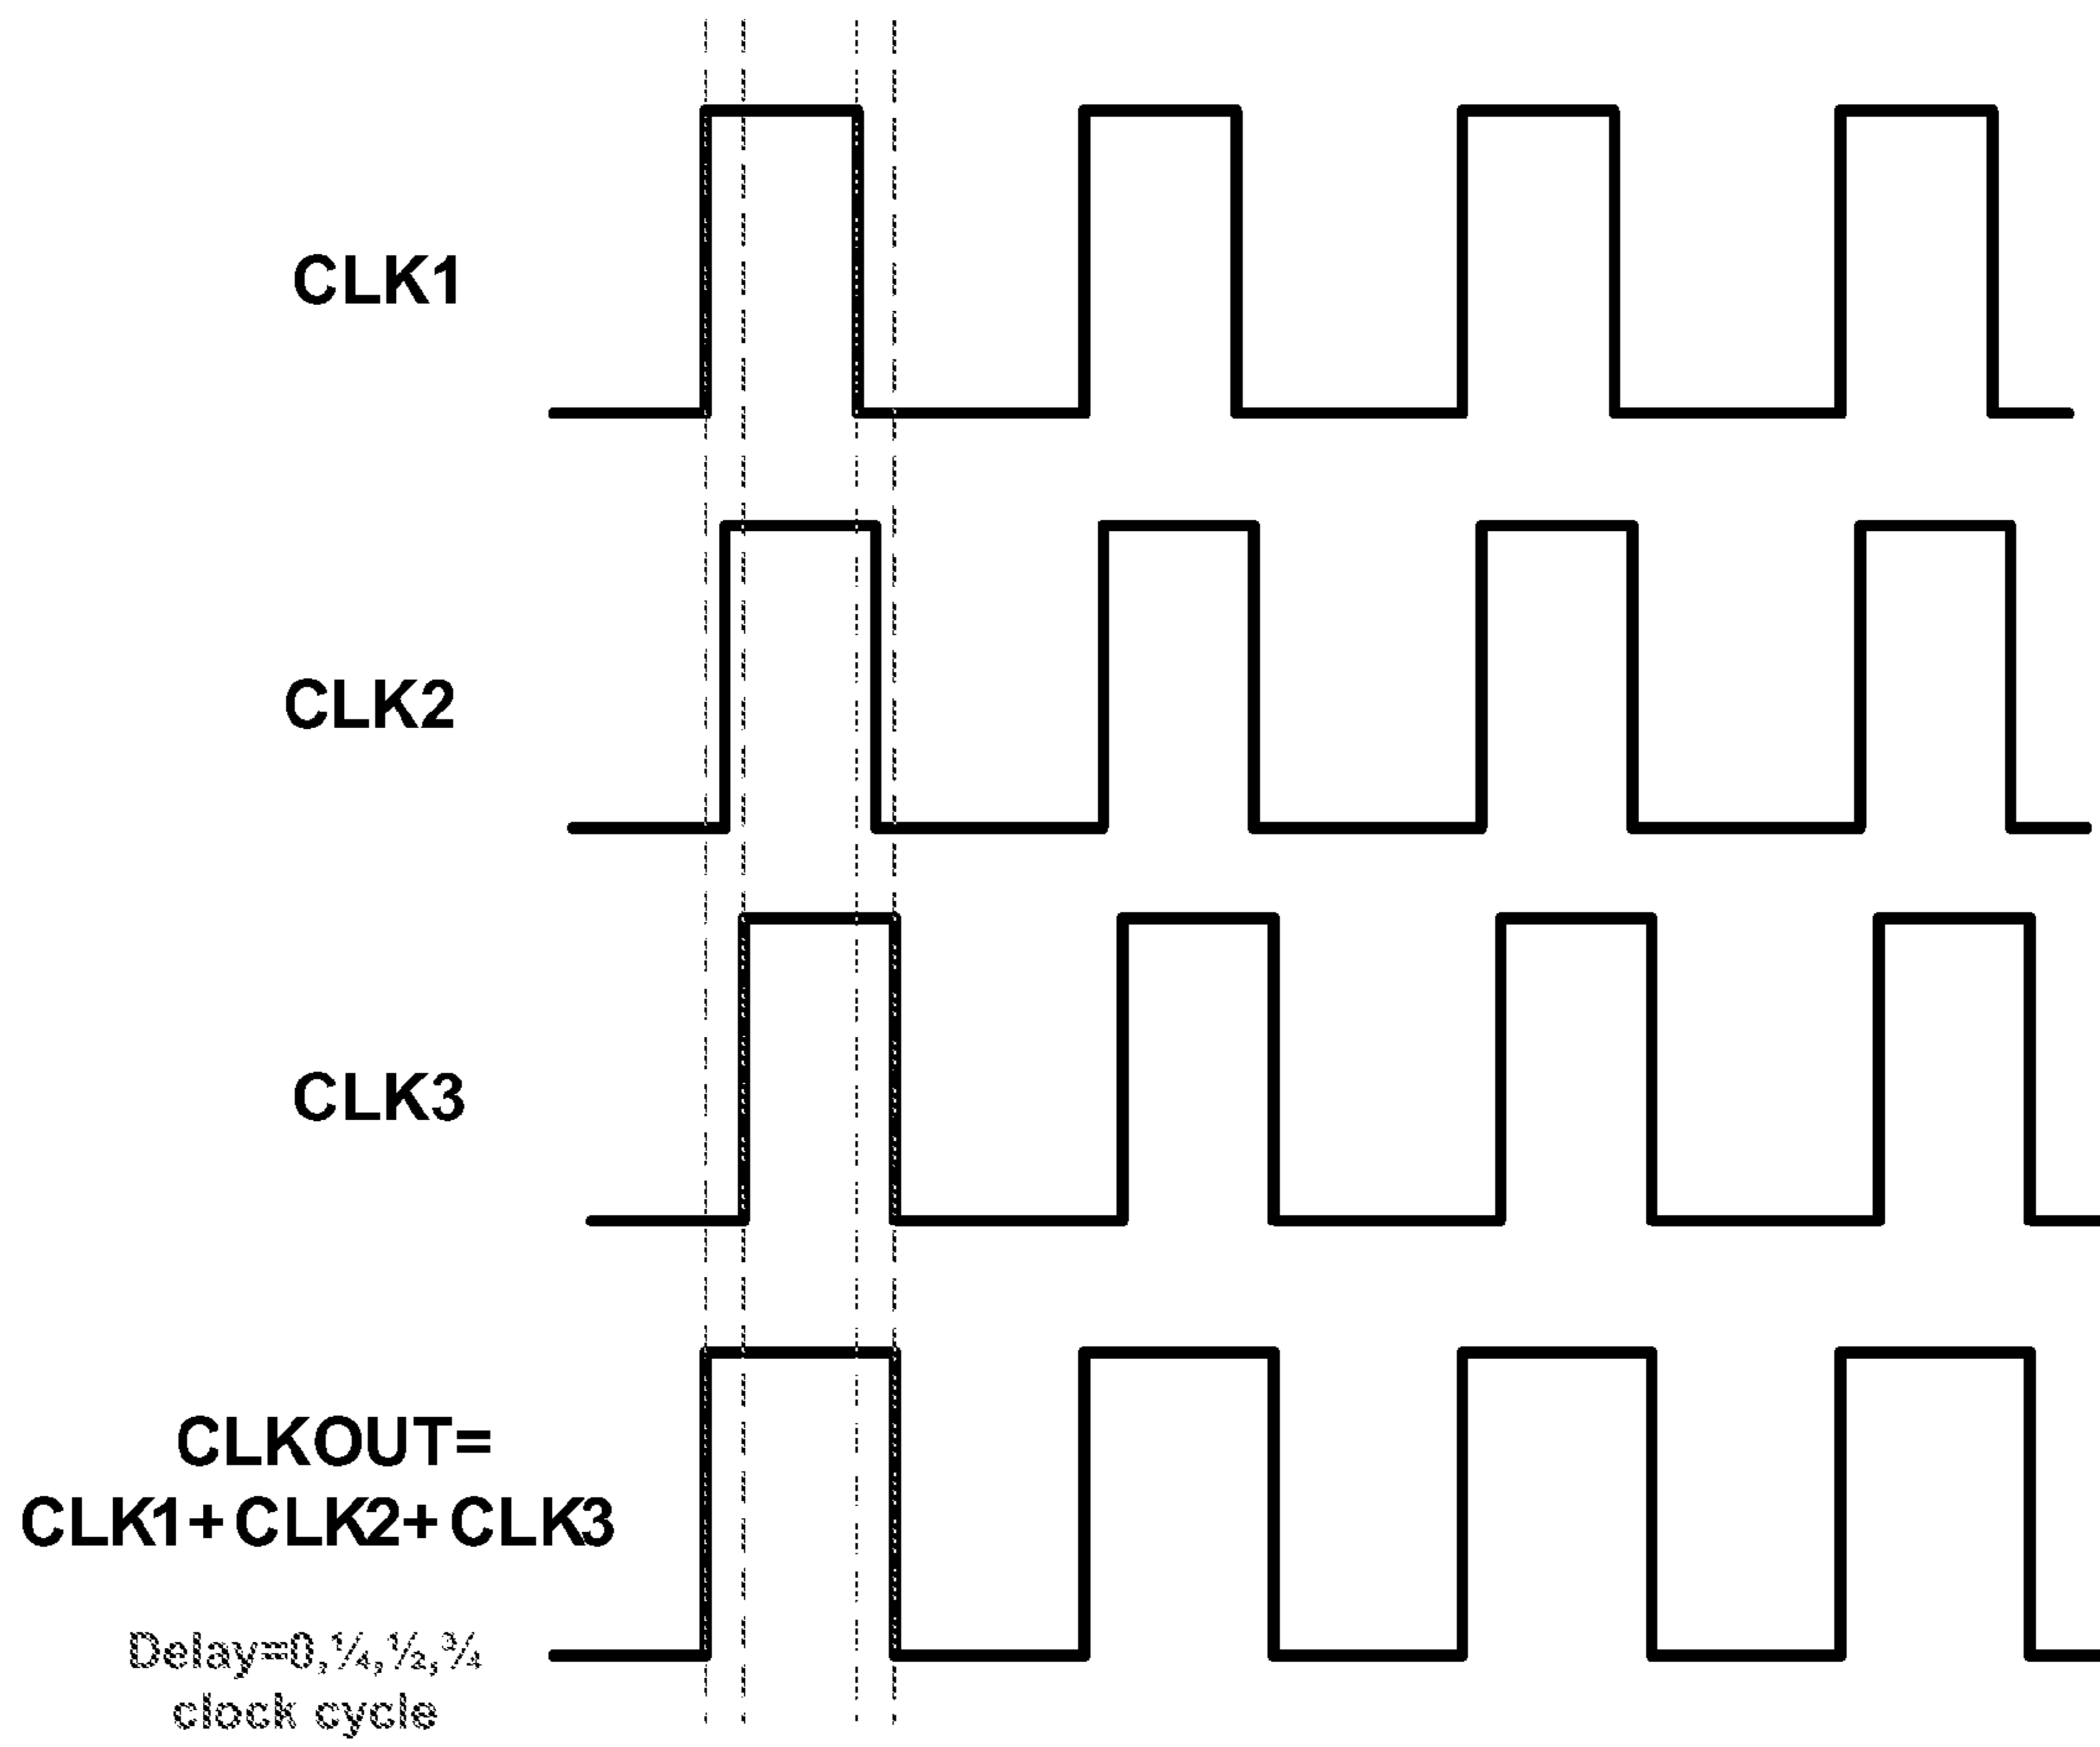 CLK1
CLK2
CLK3
CLKOUT=
CLK1+CLK2+CLK3
Delay=0,¼,½,¾
clock cycle